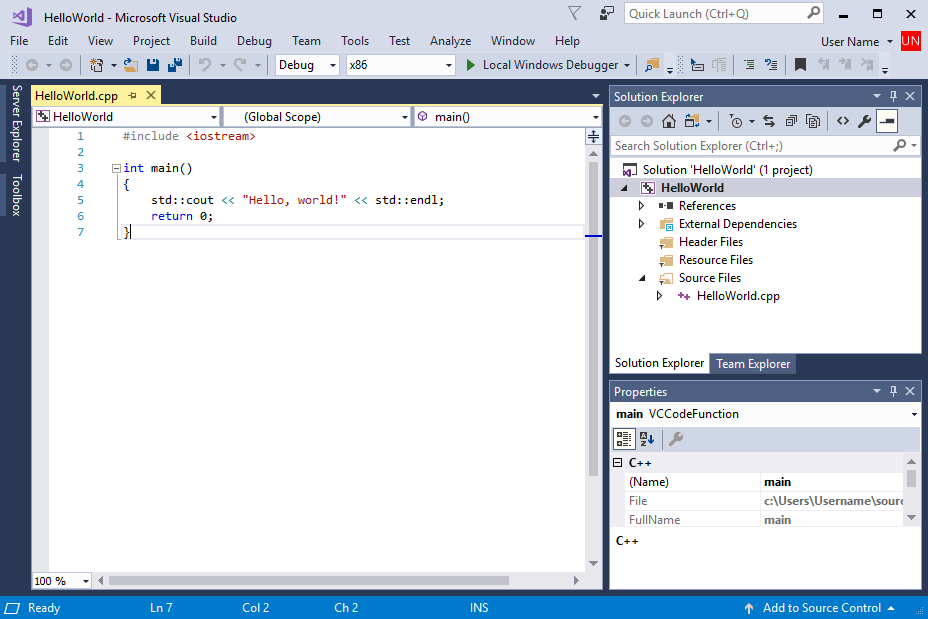 HelloWorld - Microsoft Visual Studio
Quick Launch (Ctrl+Q)
File Edit View Project Build Debug Team Tools Test Analyze Window Help
User Name UN
Debug x86 Local Windows Debugger
Server Explorer
Toolbox
HelloWorld.cpp
HelloWorld (Global Scope) main()
1 #include <iostream>
2
3 int main()
4 {
5 std::cout << "Hello, world!" << std::endl;
6 return 0;
7 }
100 %
Solution Explorer
Search Solution Explorer (Ctrl+;)
Solution 'HelloWorld' (1 project)
HelloWorld
References
External Dependencies
Header Files
Resource Files
Source Files
HelloWorld.cpp
Solution Explorer Team Explorer
Properties
main VCCodeFunction
C++
(Name) main
File c:\Users\Username\sour
FullName main
C++
Ready Ln 7 Col 2 Ch 2 INS Add to Source Control